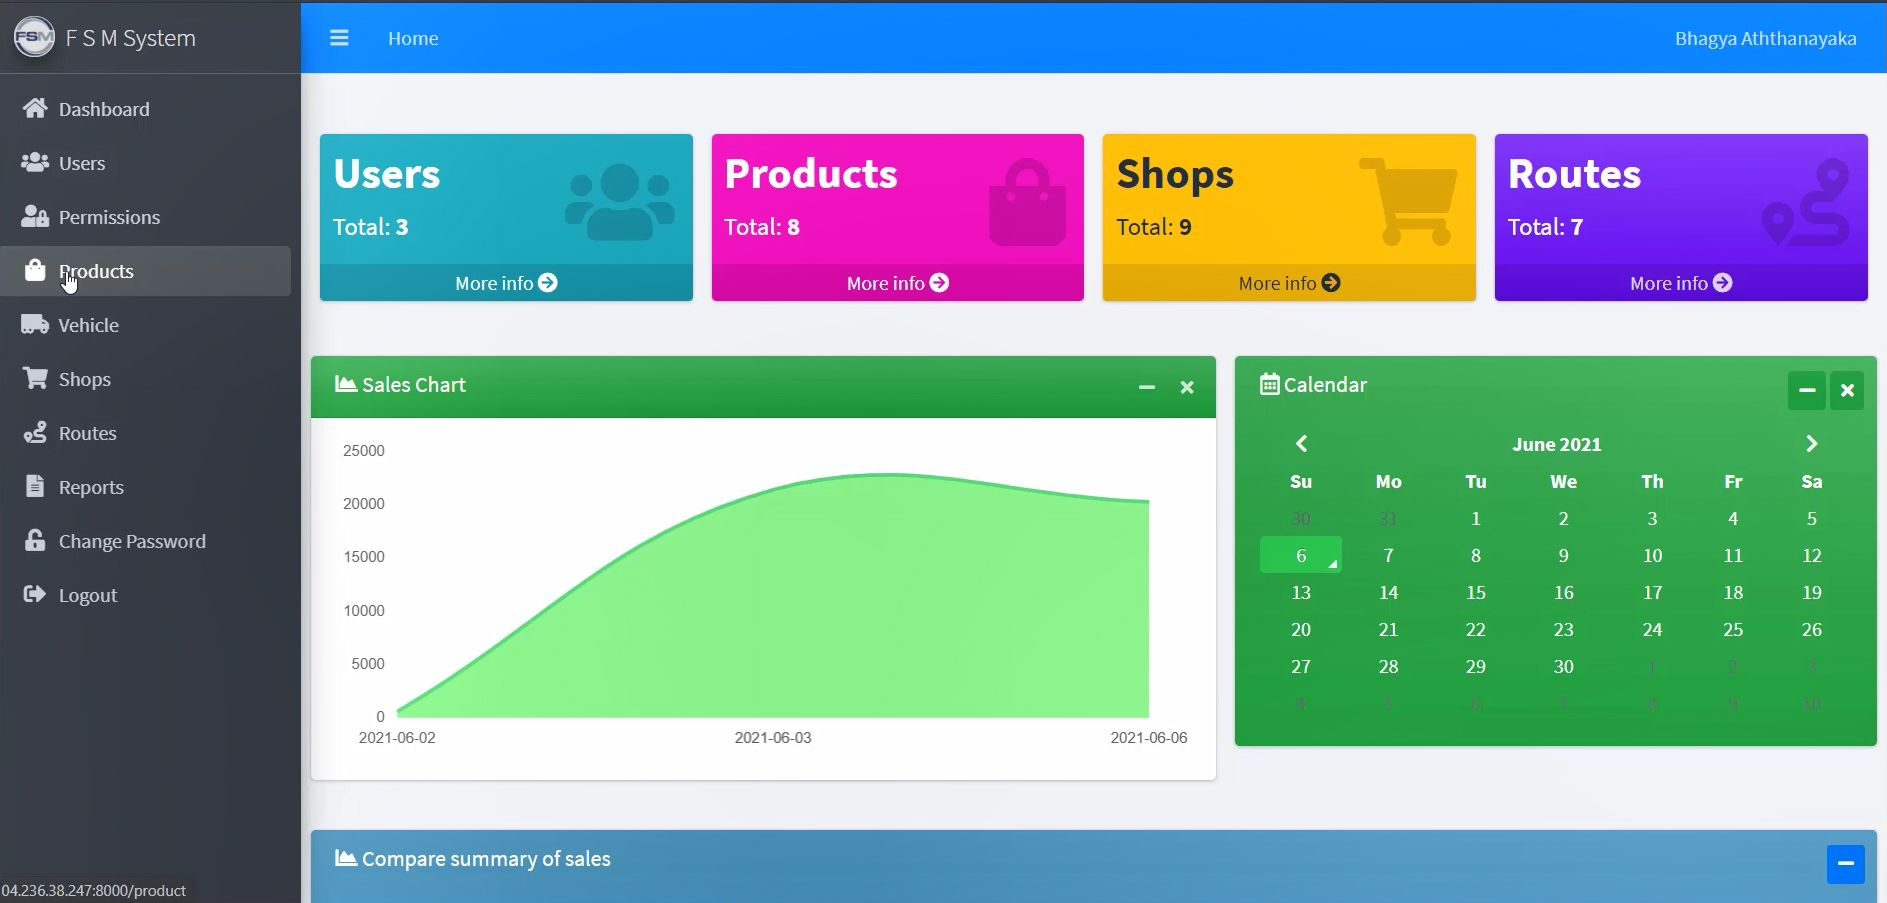 FSM
F S M System
Home
Bhagya Aththanayaka
Dashboard
Users
Permissions
Products
Vehicle
Shops
Routes
Reports
Change Password
Logout
Users
Total: 3
More info
Products
Total: 8
More info
Shops
Total: 9
More info
Routes
Total: 7
More info
Sales Chart
25000
20000
15000
10000
5000
0
2021-06-02 2021-06-03 2021-06-06
Calendar
June 2021
Su Mo Tu We Th Fr Sa
30 31 1 2 3 4 5
6 7 8 9 10 11 12
13 14 15 16 17 18 19
20 21 22 23 24 25 26
27 28 29 30 1 2 3
4 5 6 7 8 9 10
Compare summary of sales
04.236.38.247:8000/product